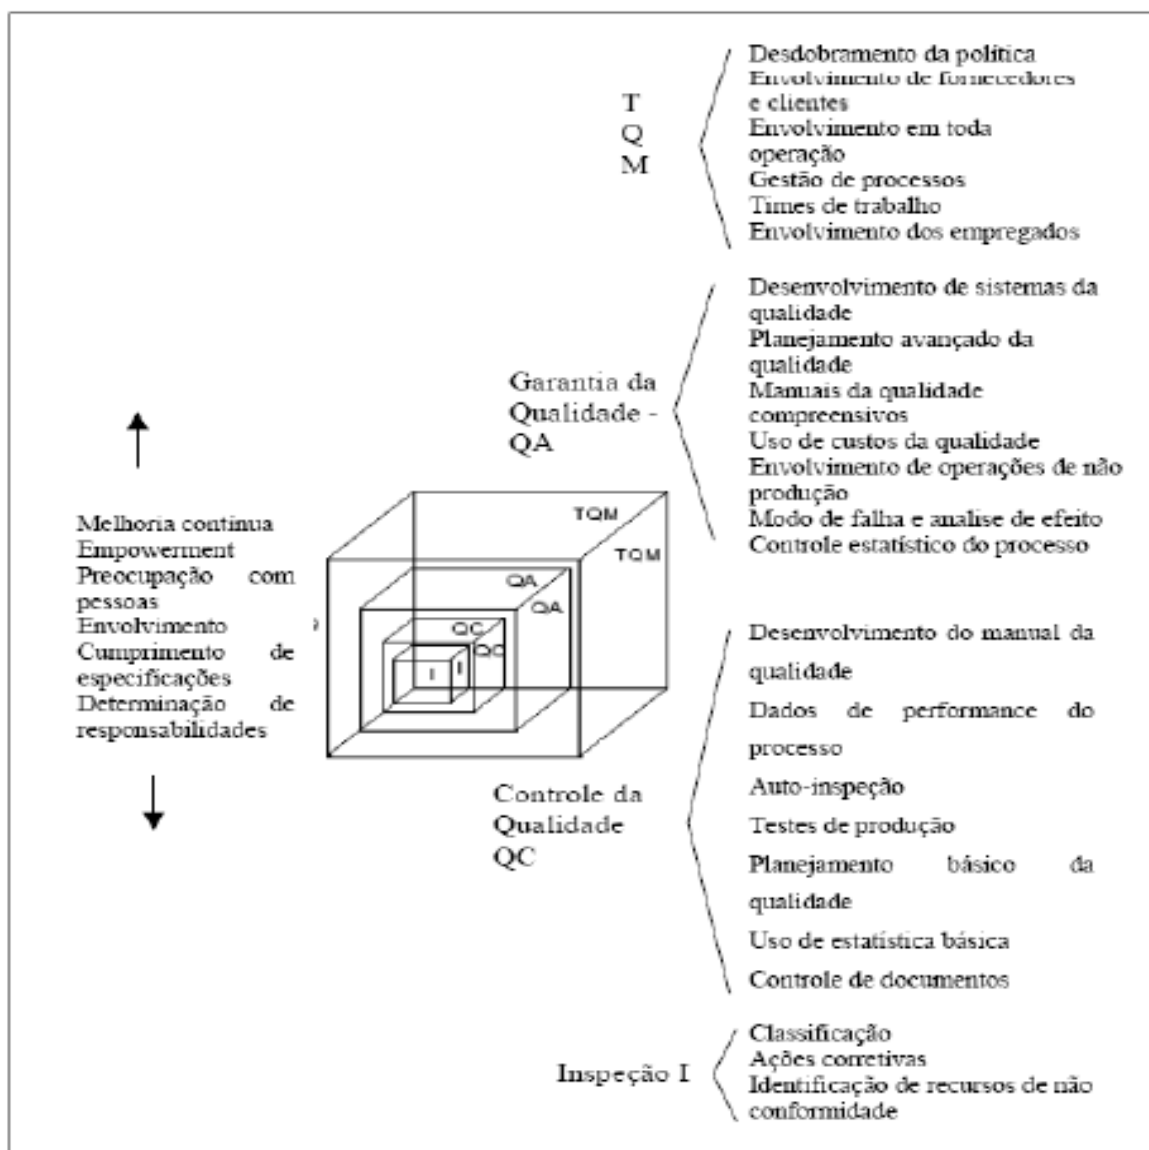 T
Q
M
Desdobramento da política
Envolvimento de fornecedores
e clientes
Envolvimento em toda
operação
Gestão de processos
Times de trabalho
Envolvimento dos empregados
Garantia da
Qualidade -
QA
Desenvolvimento de sistemas da
qualidade
Planejamento avançado da
qualidade
Manuais da qualidade
compreensivos
Uso de custos da qualidade
Envolvimento de operações de não
produção
Modo de falha e analise de efeito
Controle estatístico do processo
Melhoria contínua
Empowerment
Preocupação com
pessoas
Envolvimento
Cumprimento de
especificações
Determinação de
responsabilidades
TQM
TQM
QA
QA
QC
QC
I
I
Controle da
Qualidade
QC
Desenvolvimento do manual da
qualidade
Dados de performance do
processo
Auto-inspeção
Testes de produção
Planejamento básico da
qualidade
Uso de estatística básica
Controle de documentos
Inspeção I
Classificação
Ações corretivas
Identificação de recursos de não
conformidade